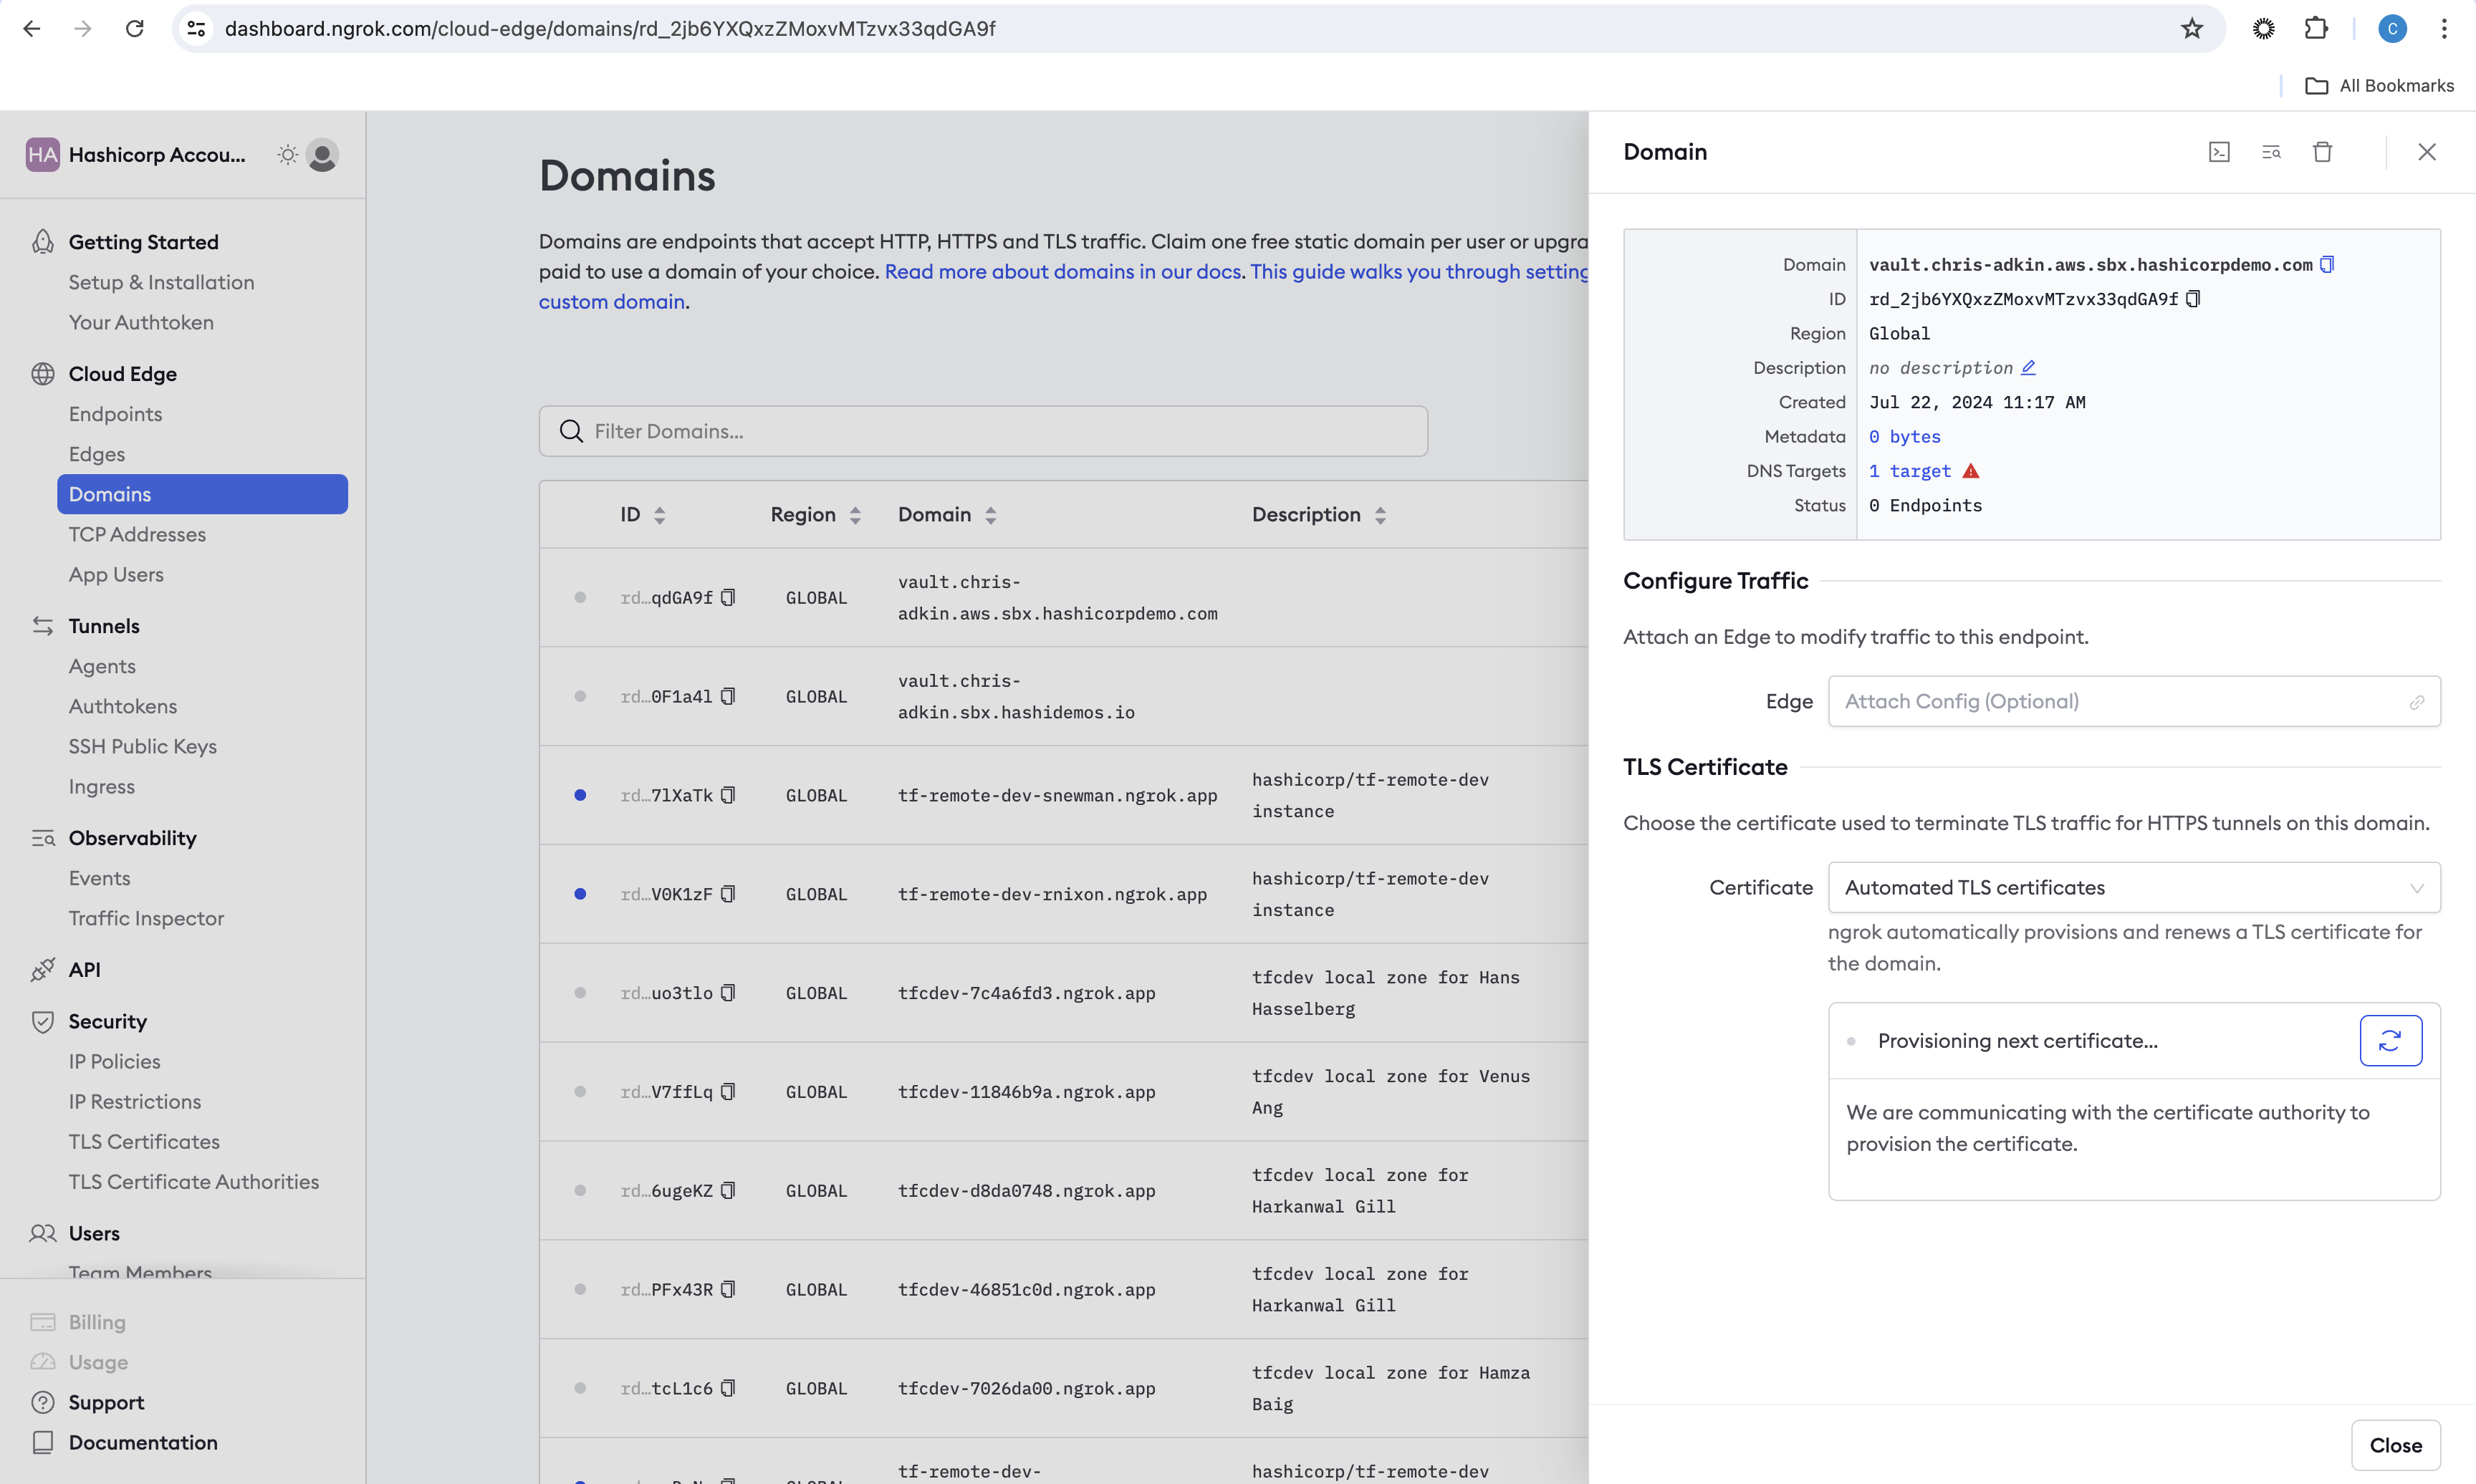 dashboard.ngrok.com/cloud-edge/domains/rd_2jb6YXQxzZMoxvMTzvx33qdGA9f
C
All Bookmarks
HA Hashicorp Accou...
Getting Started
Setup & Installation
Your Authtoken
Cloud Edge
Endpoints
Edges
Domains
TCP Addresses
App Users
Tunnels
Agents
Authtokens
SSH Public Keys
Ingress
Observability
Events
Traffic Inspector
API
Security
IP Policies
IP Restrictions
TLS Certificates
TLS Certificate Authorities
Users
Team Members
Billing
Usage
Support
Documentation
Domains
Domains are endpoints that accept HTTP, HTTPS and TLS traffic. Claim one free static domain per user or upgra
paid to use a domain of your choice. Read more about domains in our docs. This guide walks you through setting
custom domain.
Filter Domains...
ID Region Domain Description
rd…qdGA9f GLOBAL vault.chris-
adkin.aws.sbx.hashicorpdemo.com
rd…0F1a4l GLOBAL vault.chris-
adkin.sbx.hashidemos.io
rd…7lXaTk GLOBAL tf-remote-dev-snewman.ngrok.app hashicorp/tf-remote-dev
instance
rd…V0K1zF GLOBAL tf-remote-dev-rnixon.ngrok.app hashicorp/tf-remote-dev
instance
rd…uo3tlo GLOBAL tfcdev-7c4a6fd3.ngrok.app tfcdev local zone for Hans
Hasselberg
rd…V7ffLq GLOBAL tfcdev-11846b9a.ngrok.app tfcdev local zone for Venus
Ang
rd…6ugeKZ GLOBAL tfcdev-d8da0748.ngrok.app tfcdev local zone for
Harkanwal Gill
rd…PFx43R GLOBAL tfcdev-46851c0d.ngrok.app tfcdev local zone for
Harkanwal Gill
rd…tcL1c6 GLOBAL tfcdev-7026da00.ngrok.app tfcdev local zone for Hamza
Baig
GLOBAL tf-remote-dev- hashicorp/tf-remote-dev
Domain
Domain vault.chris-adkin.aws.sbx.hashicorpdemo.com
ID rd_2jb6YXQxzZMoxvMTzvx33qdGA9f
Region Global
Description no description
Created Jul 22, 2024 11:17 AM
Metadata 0 bytes
DNS Targets 1 target
Status 0 Endpoints
Configure Traffic
Attach an Edge to modify traffic to this endpoint.
Edge Attach Config (Optional)
TLS Certificate
Choose the certificate used to terminate TLS traffic for HTTPS tunnels on this domain.
Certificate Automated TLS certificates
ngrok automatically provisions and renews a TLS certificate for
the domain.
Provisioning next certificate...
We are communicating with the certificate authority to
provision the certificate.
Close